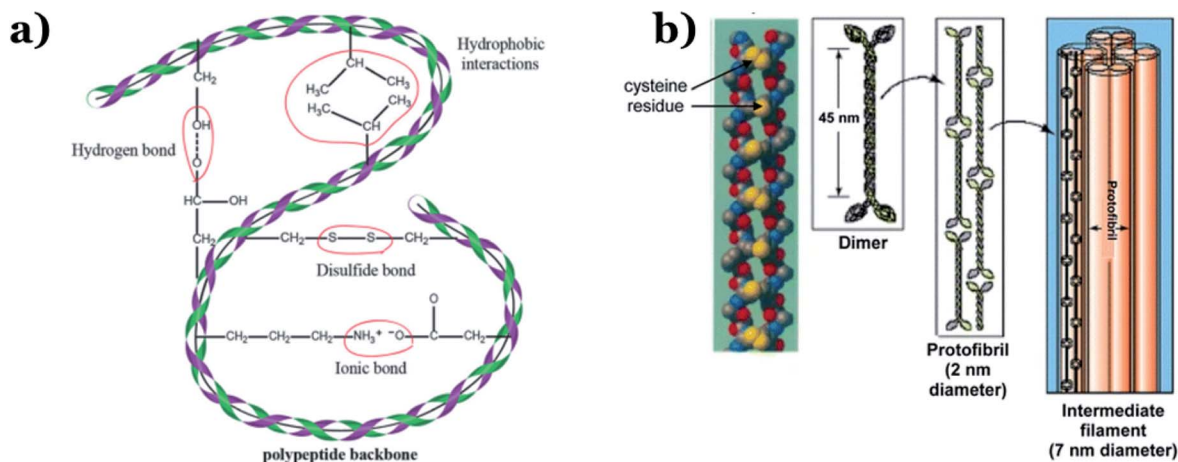 a)
Hydrophobic
interactions
CH
CH₃
H₃C
CH₃
H₃C
CH
CH₂
OH
O
Hydrogen bond
HC—OH
CH₂
CH₂—S—S—CH₂
Disulfide bond
O
CH₂—CH₂—CH₂—NH₃⁺ ⁻O—C—CH₂
Ionic bond
polypeptide backbone
b)
cysteine
residue
45 nm
Dimer
Protofibril
(2 nm
diameter)
Protofibril
Intermediate
filament
(7 nm diameter)